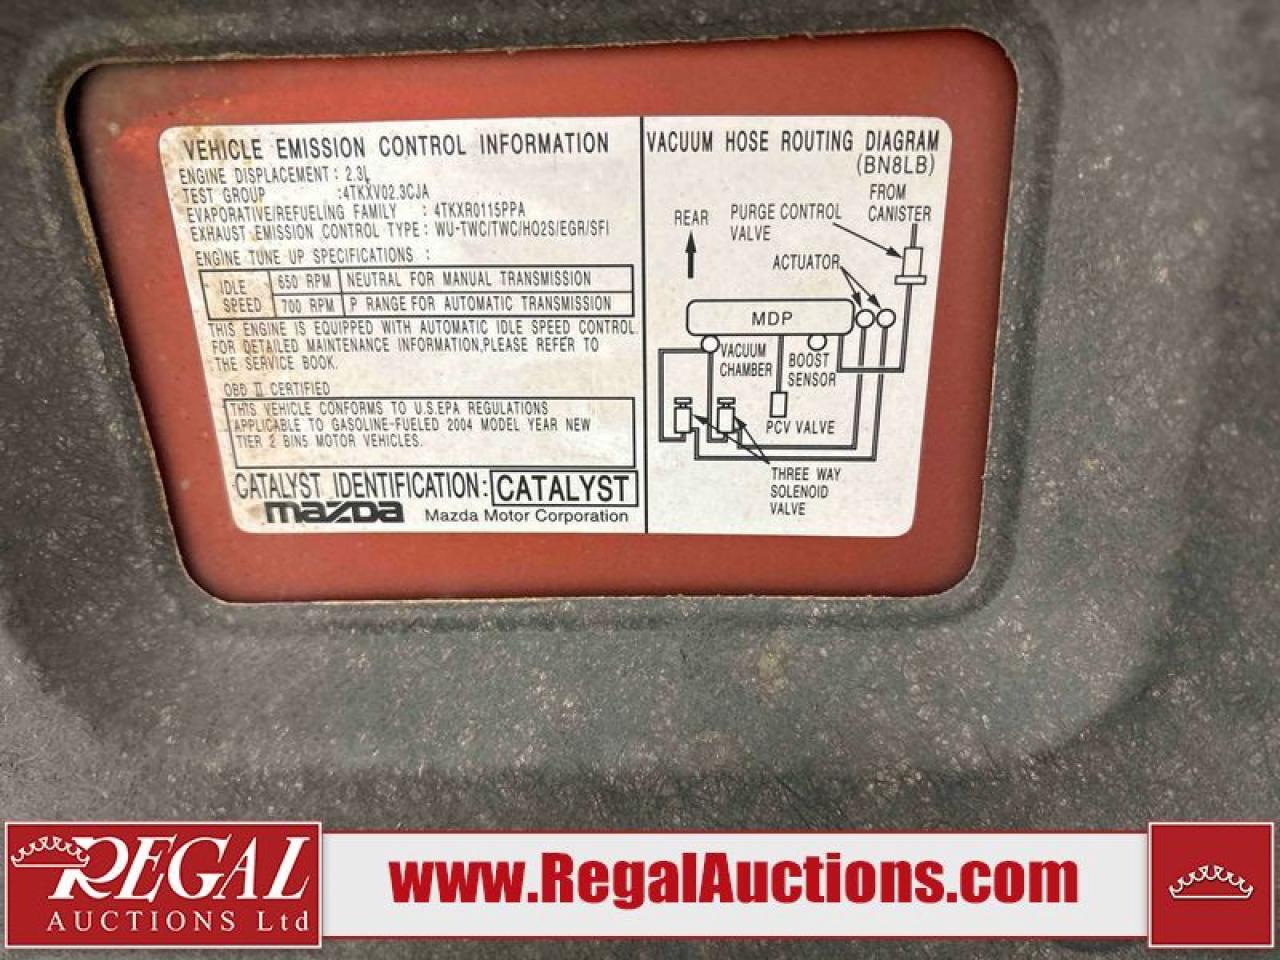 VEHICLE EMISSION CONTROL INFORMATION
ENGINE DISPLACEMENT : 2.3L
TEST GROUP :4TKXV02.3CJA
EVAPORATIVE/REFUELING FAMILY : 4TKXR0115PPA
EXHAUST EMISSION CONTROL TYPE : WU-TWC/TWC/HO2S/EGR/SFI
ENGINE TUNE UP SPECIFICATIONS :
IDLE SPEED
650 RPM NEUTRAL FOR MANUAL TRANSMISSION
700 RPM P RANGE FOR AUTOMATIC TRANSMISSION
THIS ENGINE IS EQUIPPED WITH AUTOMATIC IDLE SPEED CONTROL.
FOR DETAILED MAINTENANCE INFORMATION,PLEASE REFER TO
THE SERVICE BOOK.
OBD II CERTIFIED
THIS VEHICLE CONFORMS TO U.S.EPA REGULATIONS
APPLICABLE TO GASOLINE-FUELED 2004 MODEL YEAR NEW
TIER 2 BIN5 MOTOR VEHICLES.
CATALYST IDENTIFICATION: CATALYST
mazda Mazda Motor Corporation
VACUUM HOSE ROUTING DIAGRAM
(BN8LB)
FROM
CANISTER
REAR
PURGE CONTROL
VALVE
ACTUATOR
MDP
VACUUM
CHAMBER
BOOST
SENSOR
PCV VALVE
THREE WAY
SOLENOID
VALVE
REGAL
AUCTIONS Ltd
www.RegalAuctions.com